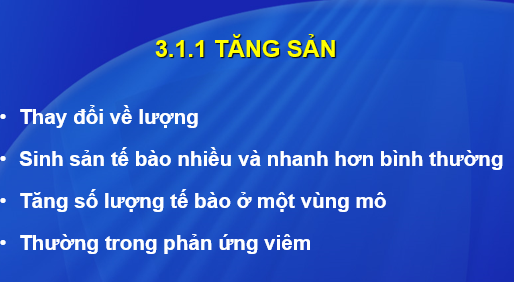 3.1.1 TĂNG SẢN
• Thay đổi về lượng
• Sinh sản tế bào nhiều và nhanh hơn bình thường
• Tăng số lượng tế bào ở một vùng mô
• Thường trong phản ứng viêm